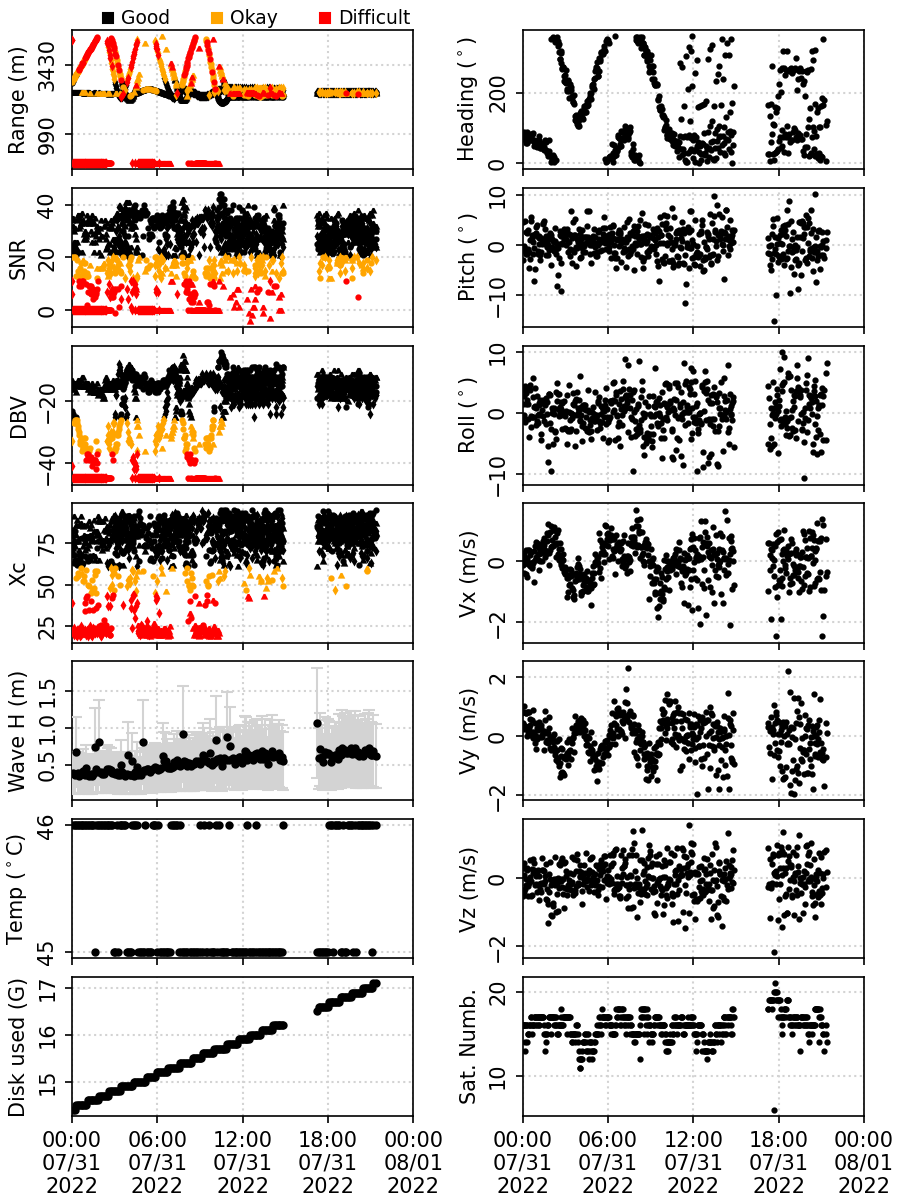 Good Okay Difficult
Range (m)
3430
990
Heading ( ° )
200
0
SNR
40
20
0
Pitch ( ° )
10
0
−10
DBV
−20
−40
Roll ( ° )
10
0
−10
Xc
75
50
25
Vx (m/s)
0
−2
Wave H (m)
1.5
1.0
0.5
Vy (m/s)
2
0
−2
Temp ( ° C)
46
45
Vz (m/s)
0
−2
Disk used (G)
17
16
15
Sat. Numb.
20
10
00:00 06:00 12:00 18:00 00:00
07/31 07/31 07/31 07/31 08/01
2022 2022 2022 2022 2022
00:00 06:00 12:00 18:00 00:00
07/31 07/31 07/31 07/31 08/01
2022 2022 2022 2022 2022